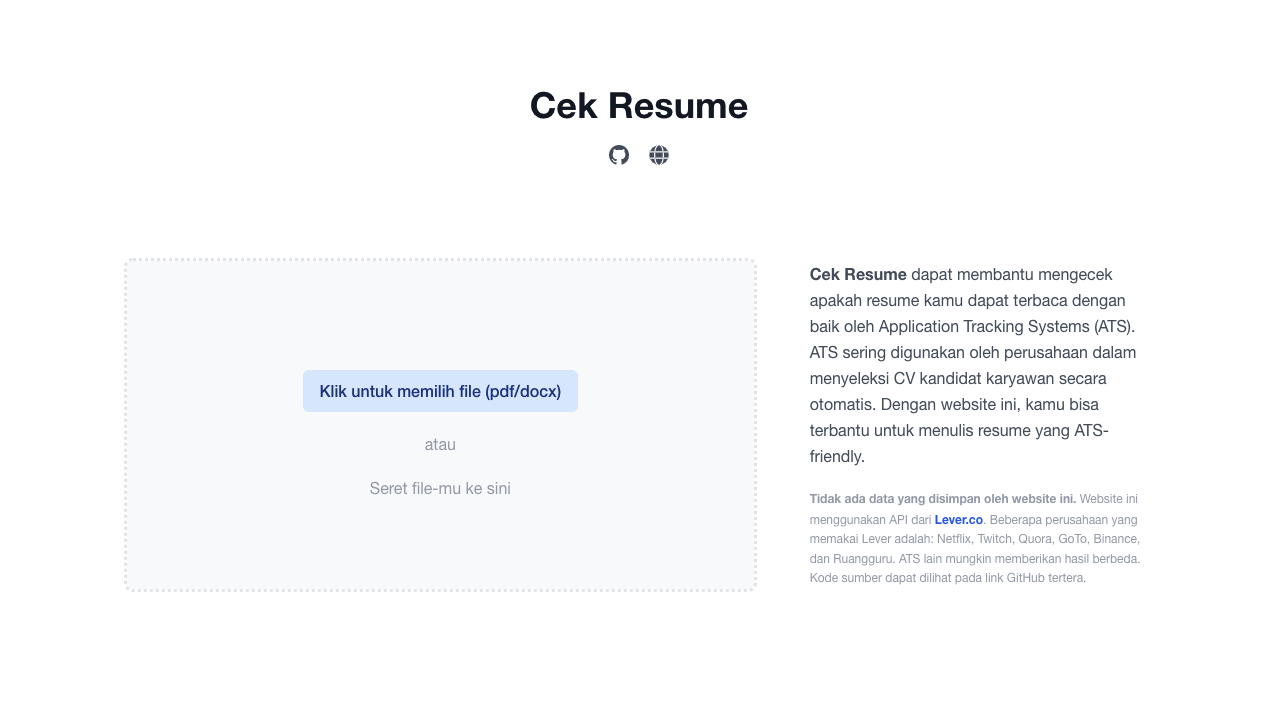 Cek Resume
Klik untuk memilih file (pdf/docx)
atau
Seret file-mu ke sini
Cek Resume dapat membantu mengecek
apakah resume kamu dapat terbaca dengan
baik oleh Application Tracking Systems (ATS).
ATS sering digunakan oleh perusahaan dalam
menyeleksi CV kandidat karyawan secara
otomatis. Dengan website ini, kamu bisa
terbantu untuk menulis resume yang ATS-
friendly.
Tidak ada data yang disimpan oleh website ini. Website ini
menggunakan API dari Lever.co. Beberapa perusahaan yang
memakai Lever adalah: Netflix, Twitch, Quora, GoTo, Binance,
dan Ruangguru. ATS lain mungkin memberikan hasil berbeda.
Kode sumber dapat dilihat pada link GitHub tertera.